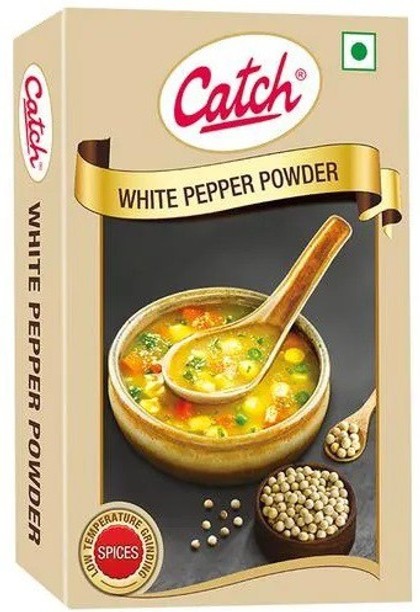 Catch®
WHITE PEPPER POWDER
Catch®
WHITE PEPPER POWDER
LOW TEMPERATURE GRINDING
SPICES